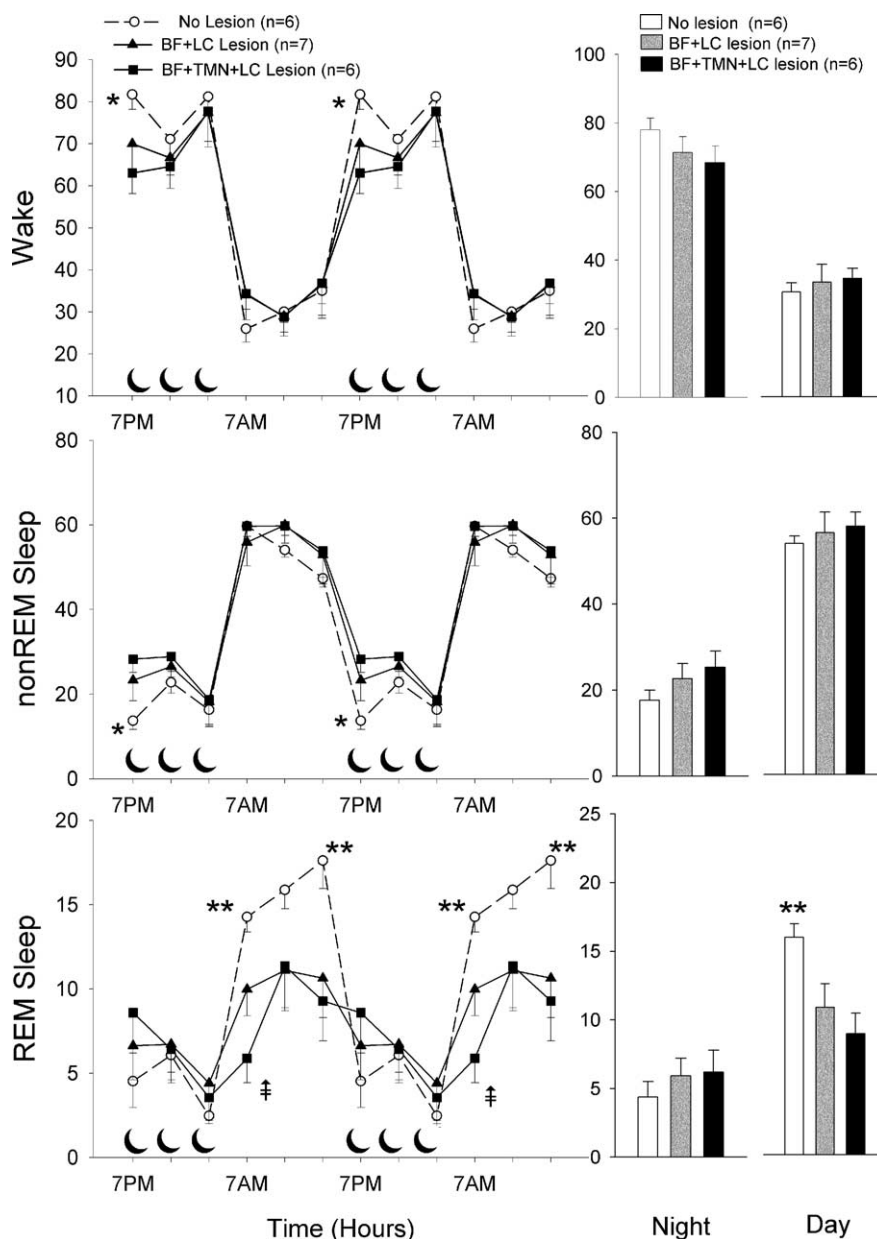 No Lesion (n=6)
BF+LC Lesion (n=7)
BF+TMN+LC Lesion (n=6)
No lesion (n=6)
BF+LC lesion (n=7)
BF+TMN+LC lesion (n=6)
Wake
90
80
70
60
50
40
30
20
10
*
*
7PM
7AM
7PM
7AM
100
80
60
40
20
0
nonREM Sleep
80
60
40
20
0
*
*
7PM
7AM
7PM
7AM
80
60
40
20
0
REM Sleep
20
15
10
5
0
**
**
**
**
‡
‡
7PM
7AM
7PM
7AM
25
20
15
10
5
0
**
Time (Hours)
Night
Day